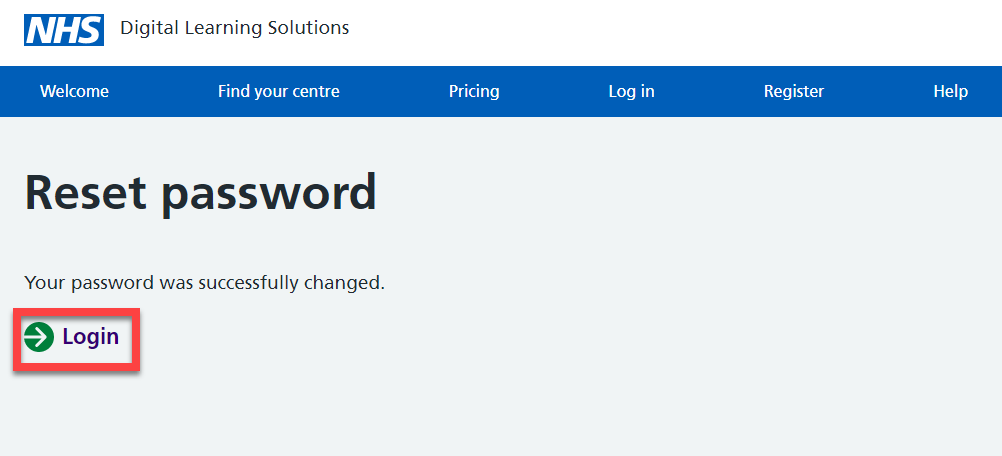 NHS Digital Learning Solutions
Welcome Find your centre Pricing Log in Register Help
Reset password
Your password was successfully changed.
Login